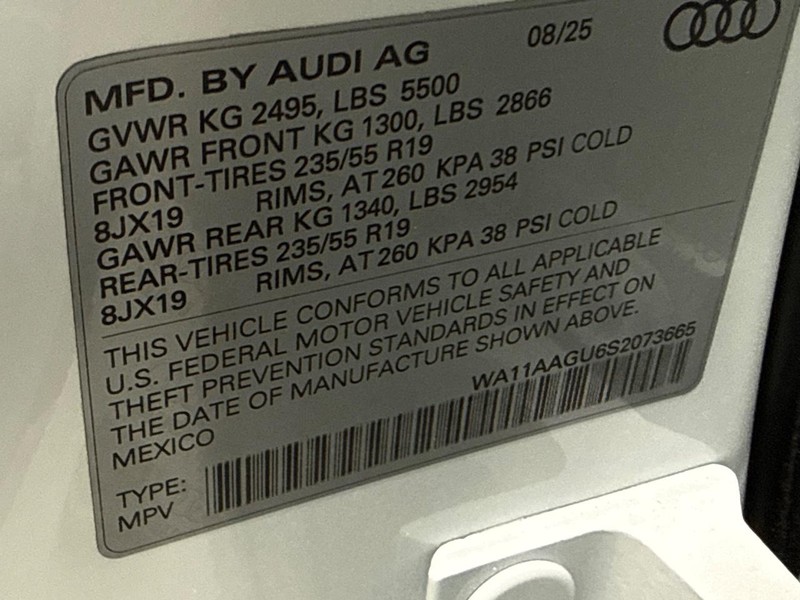 MFD. BY AUDI AG 08/25
GVWR KG 2495, LBS 5500
GAWR FRONT KG 1300, LBS 2866
FRONT-TIRES 235/55 R19
8JX19 RIMS, AT 260 KPA 38 PSI COLD
GAWR REAR KG 1340, LBS 2954
REAR-TIRES 235/55 R19
8JX19 RIMS, AT 260 KPA 38 PSI COLD
THIS VEHICLE CONFORMS TO ALL APPLICABLE
U.S. FEDERAL MOTOR VEHICLE SAFETY AND
THEFT PREVENTION STANDARDS IN EFFECT ON
THE DATE OF MANUFACTURE SHOWN ABOVE.
MEXICO WA11AAGU6S2073665
TYPE:
MPV